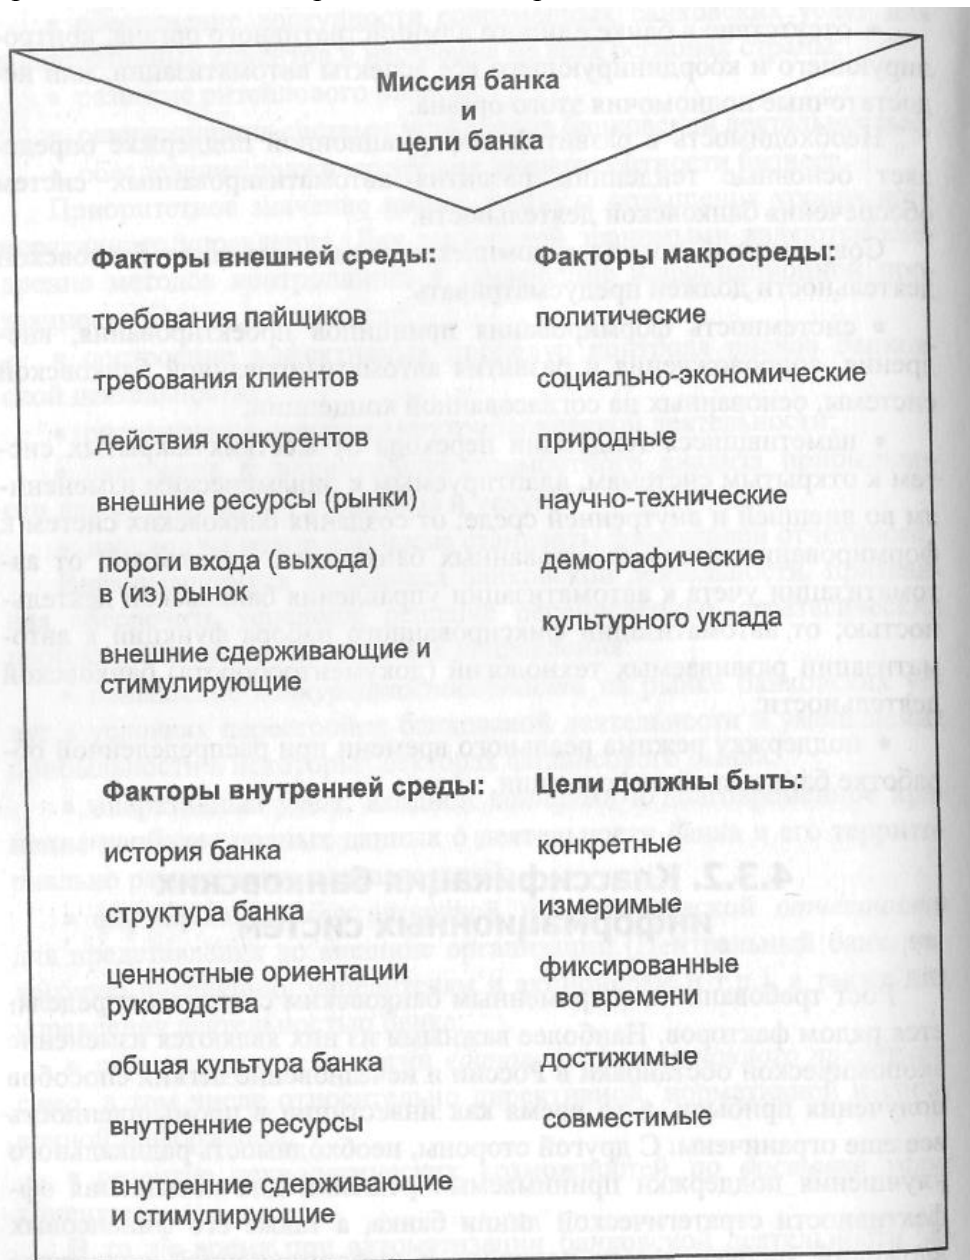 Миссия банка
и
цели банка
Факторы внешней среды:
требования пайщиков
требования клиентов
действия конкурентов
внешние ресурсы (рынки)
пороги входа (выхода)
в (из) рынок
внешние сдерживающие и
стимулирующие
Факторы макросреды:
политические
социально-экономические
природные
научно-технические
демографические
культурного уклада
Факторы внутренней среды:
история банка
структура банка
ценностные ориентации
руководства
общая культура банка
внутренние ресурсы
внутренние сдерживающие
и стимулирующие
Цели должны быть:
конкретные
измеримые
фиксированные
во времени
достижимые
совместимые